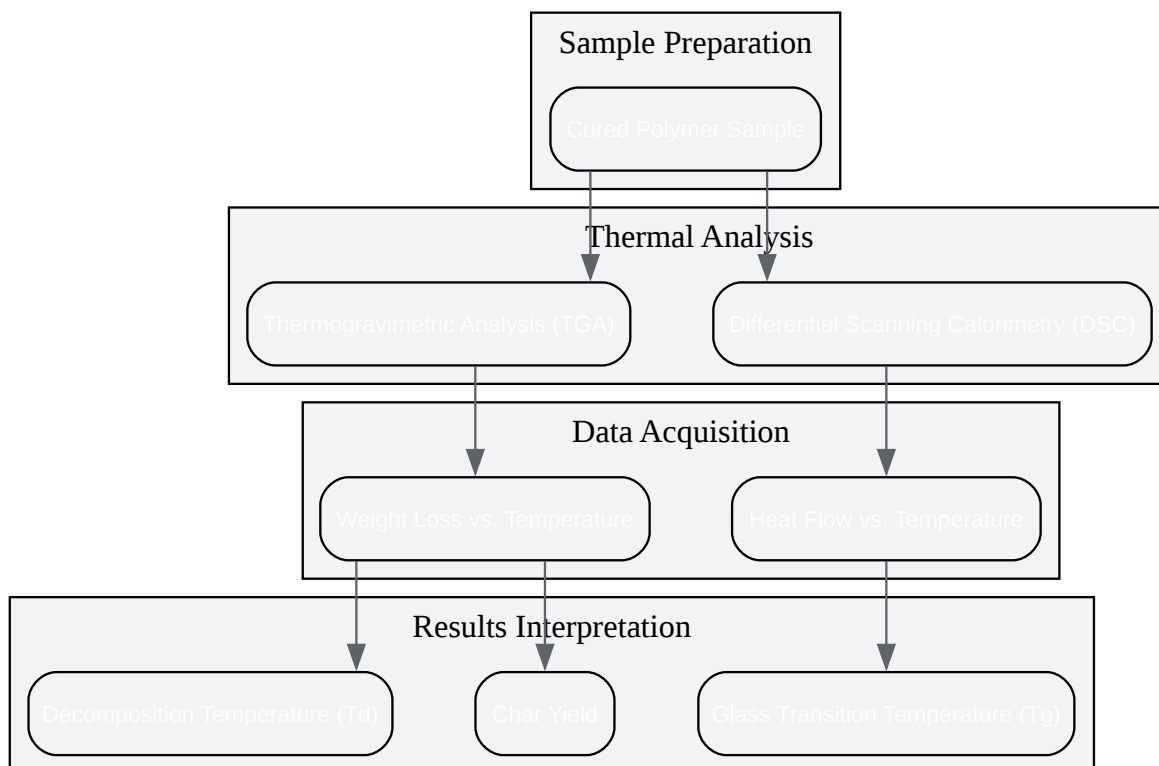 Sample Preparation
Cured Polymer Sample
Thermal Analysis
Thermogravimetric Analysis (TGA)
Differential Scanning Calorimetry (DSC)
Data Acquisition
Weight Loss vs. Temperature
Heat Flow vs. Temperature
Results Interpretation
Decomposition Temperature (Td)
Char Yield
Glass Transition Temperature (Tg)